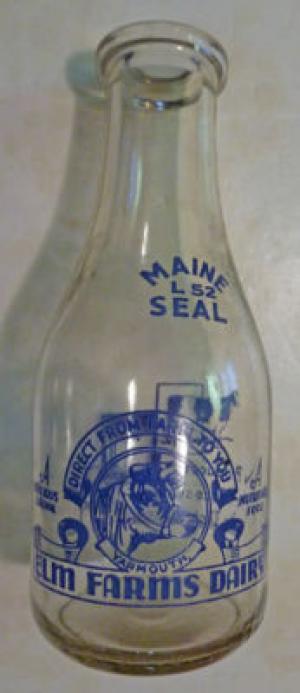 MAINE
L 52
SEAL
DIRECT FROM FARM TO YOU
A
A
YARMOUTH
ELM FARMS DAIRY